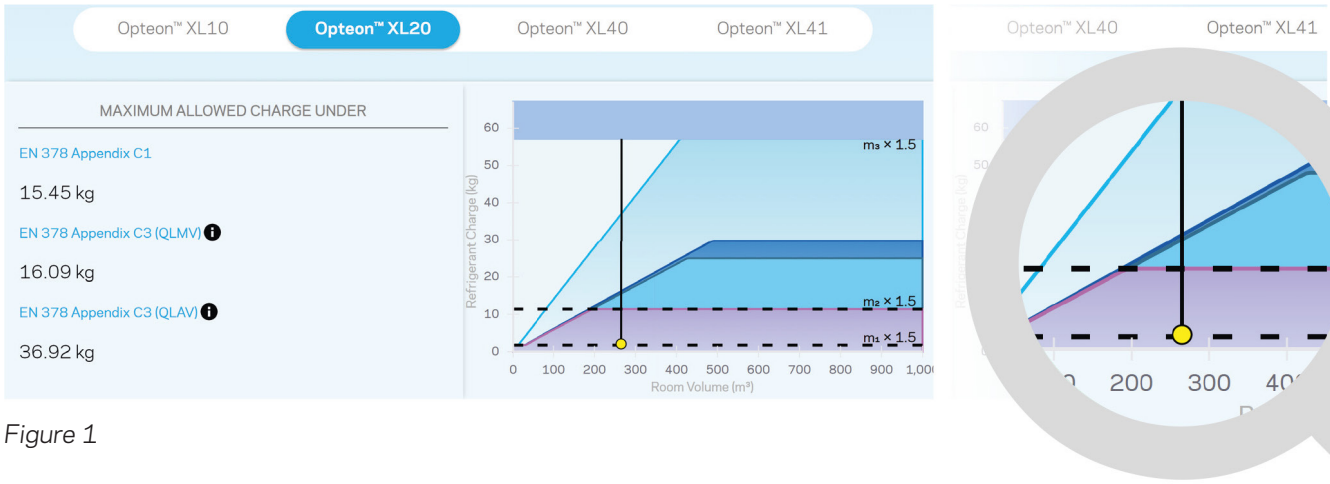 Opteon™ XL10 Opteon™ XL20 Opteon™ XL40 Opteon™ XL41
MAXIMUM ALLOWED CHARGE UNDER
EN 378 Appendix C1
15.45 kg
EN 378 Appendix C3 (QLMV) i
16.09 kg
EN 378 Appendix C3 (QLAV) i
36.92 kg
Refrigerant Charge (kg)
60
50
40
30
20
10
0
m₃ × 1.5
m₂ × 1.5
m₁ × 1.5
0 100 200 300 400 500 600 700 800 900 1,00
Room Volume (m³)
Opteon™ XL40 Opteon™ XL41
60
50
200 300 40
Figure 1